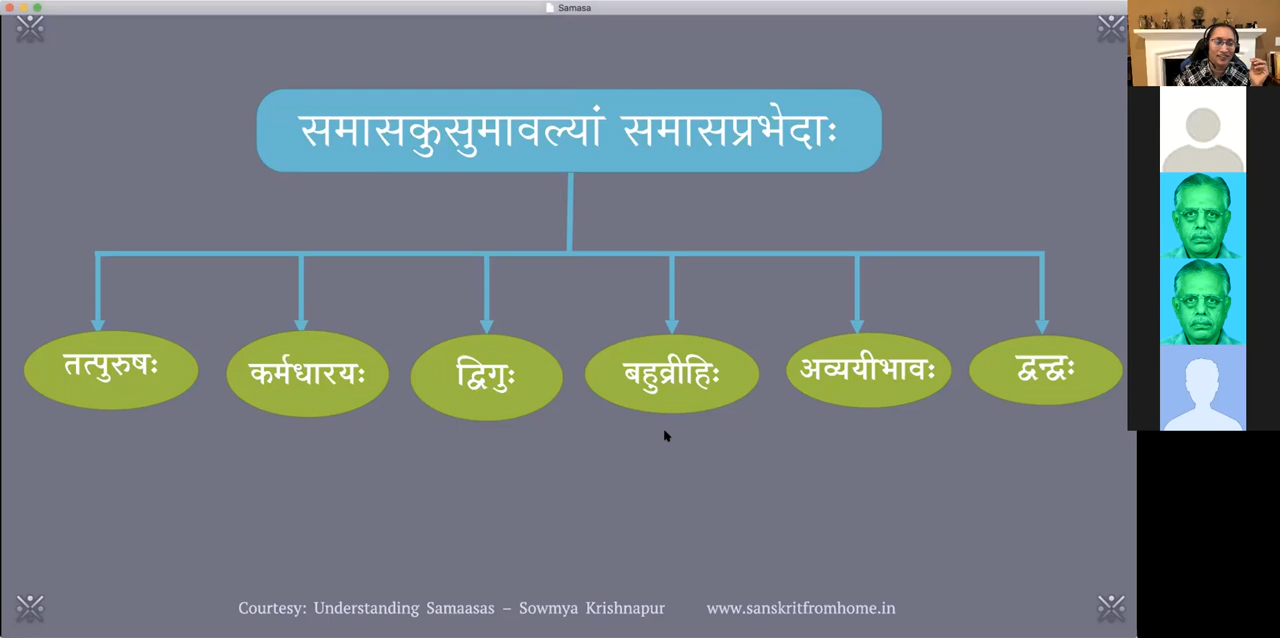 Samasa
समासकुसुमावल्यां समासप्रभेदाः
तत्पुरुषः कर्मधारयः द्विगुः बहुव्रीहिः अव्ययीभावः द्वन्द्वः
Courtesy: Understanding Samaasas – Sowmya Krishnapur www.sanskritfromhome.in